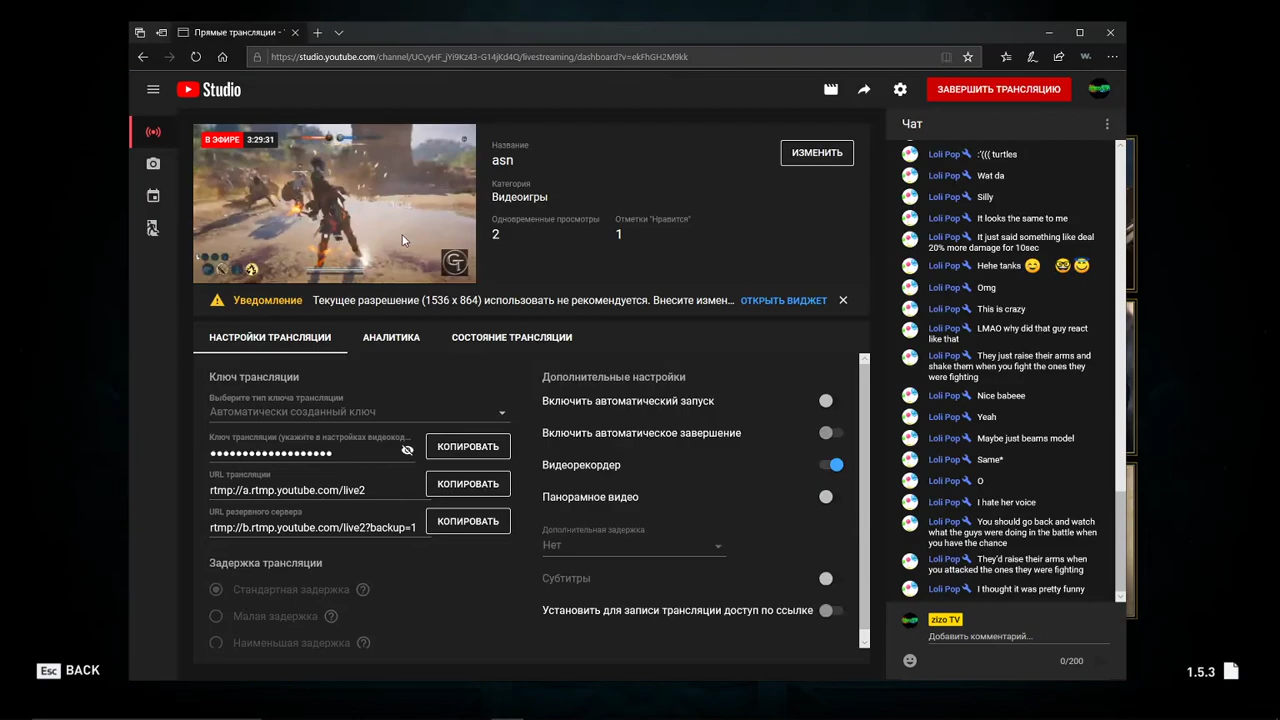 Прямые трансляции -
https://studio.youtube.com/channel/UCvyHF_jYi9Kz43-G14jKd4Q/livestreaming/dashboard?v=ekFhGH2M9kk
Studio
ЗАВЕРШИТЬ ТРАНСЛЯЦИЮ
В ЭФИРЕ 3:29:31
Название
asn
ИЗМЕНИТЬ
Категория
Видеоигры
Одновременные просмотры
2
Отметки "Нравится"
1
Уведомление Текущее разрешение (1536 x 864) использовать не рекомендуется. Внесите измен... ОТКРЫТЬ ВИДЖЕТ
НАСТРОЙКИ ТРАНСЛЯЦИИ АНАЛИТИКА СОСТОЯНИЕ ТРАНСЛЯЦИИ
Ключ трансляции
Выберите тип ключа трансляции
Автоматически созданный ключ
Ключ трансляции (укажите в настройках видеокод...
•••••••••••••••••••
КОПИРОВАТЬ
URL трансляции
rtmp://a.rtmp.youtube.com/live2
КОПИРОВАТЬ
URL резервного сервера
rtmp://b.rtmp.youtube.com/live2?backup=1
КОПИРОВАТЬ
Задержка трансляции
Стандартная задержка
Малая задержка
Наименьшая задержка
Дополнительные настройки
Включить автоматический запуск
Включить автоматическое завершение
Видеорекордер
Панорамное видео
Дополнительная задержка
Нет
Субтитры
Установить для записи трансляции доступ по ссылке
Чат
Loli Pop :'((( turtles
Loli Pop Wat da
Loli Pop Silly
Loli Pop It looks the same to me
Loli Pop It just said something like deal
20% more damage for 10sec
Loli Pop Hehe tanks 😊 🤓 😇
Loli Pop Omg
Loli Pop This is crazy
Loli Pop LMAO why did that guy react
like that
Loli Pop They just raise their arms and
shake them when you fight the ones they
were fighting
Loli Pop Nice babeee
Loli Pop Yeah
Loli Pop Maybe just beams model
Loli Pop Same*
Loli Pop O
Loli Pop I hate her voice
Loli Pop You should go back and watch
what the guys were doing in the battle when
you have the chance
Loli Pop They'd raise their arms when
you attacked the ones they were fighting
Loli Pop I thought it was pretty funny
zizo TV
Добавить комментарий...
0/200
Esc BACK
1.5.3